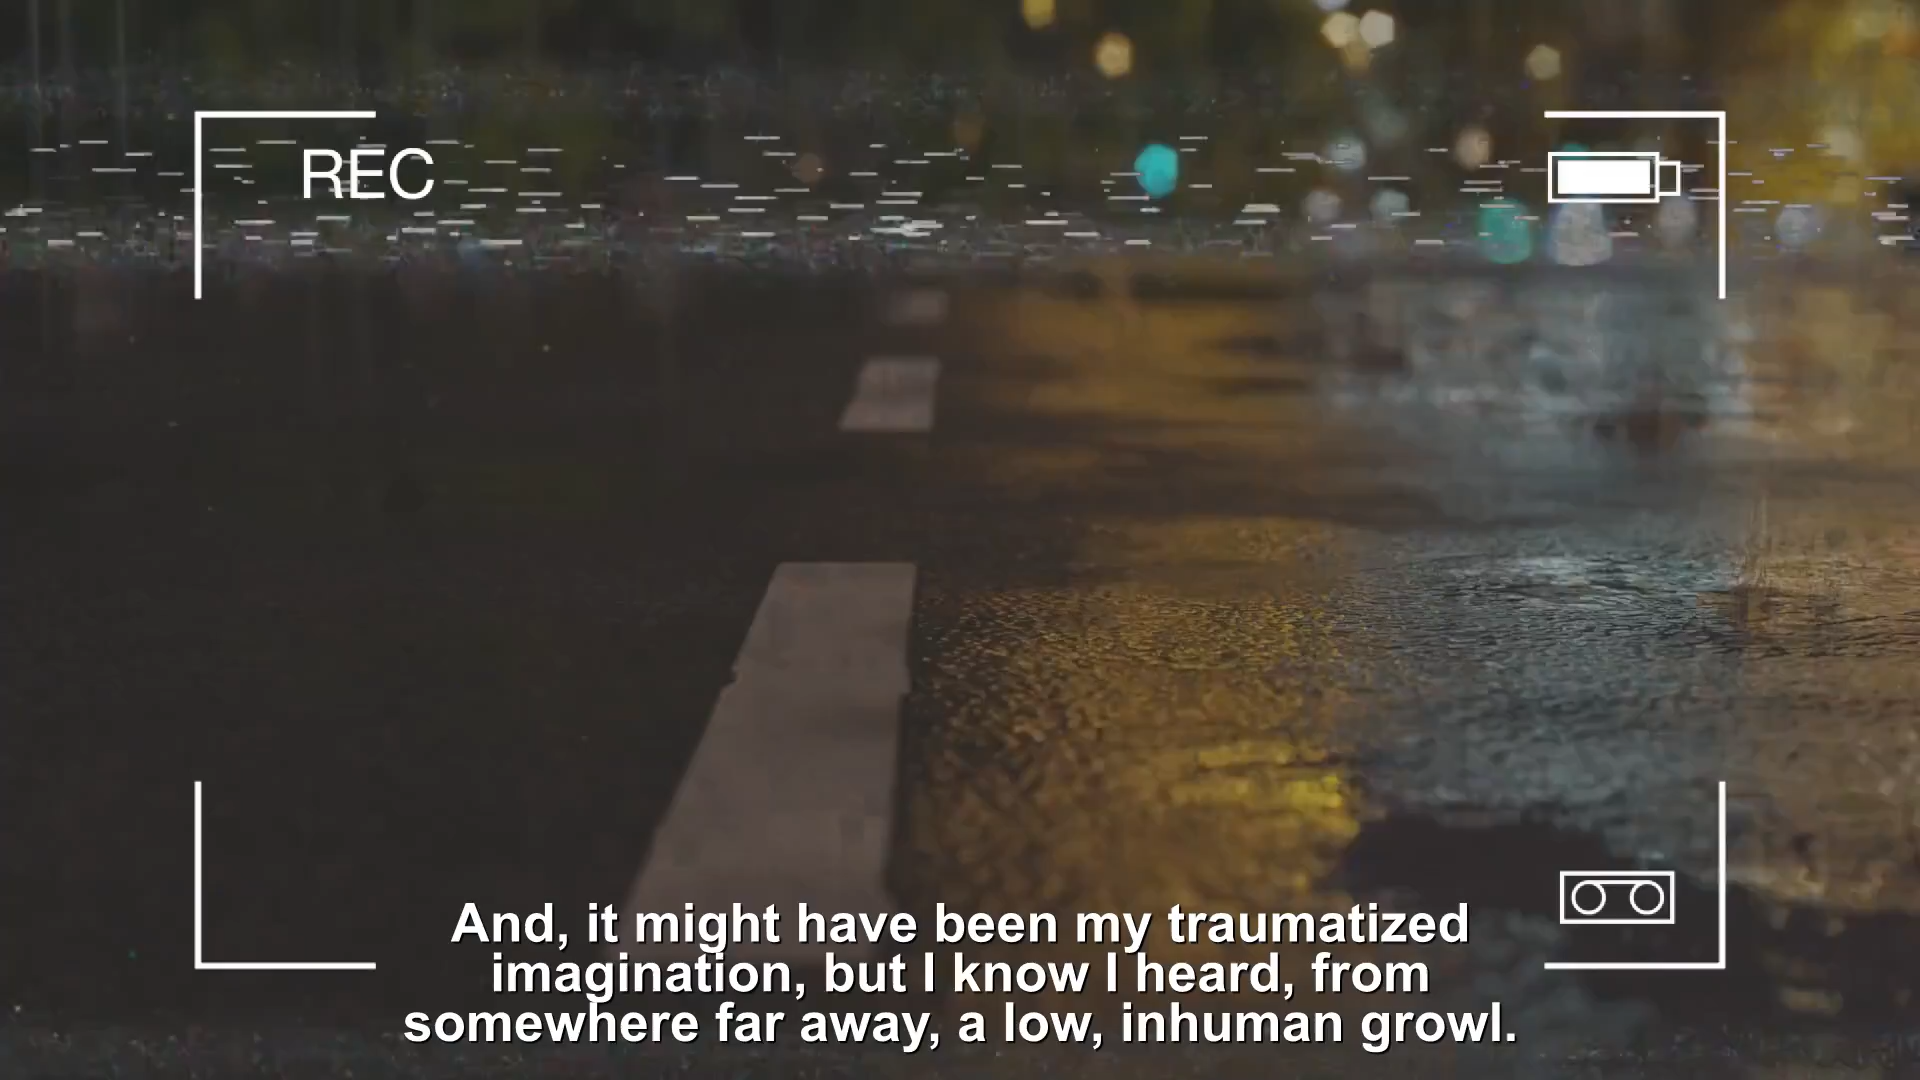 REC
And, it might have been my traumatized
imagination, but I know I heard, from
somewhere far away, a low, inhuman growl.